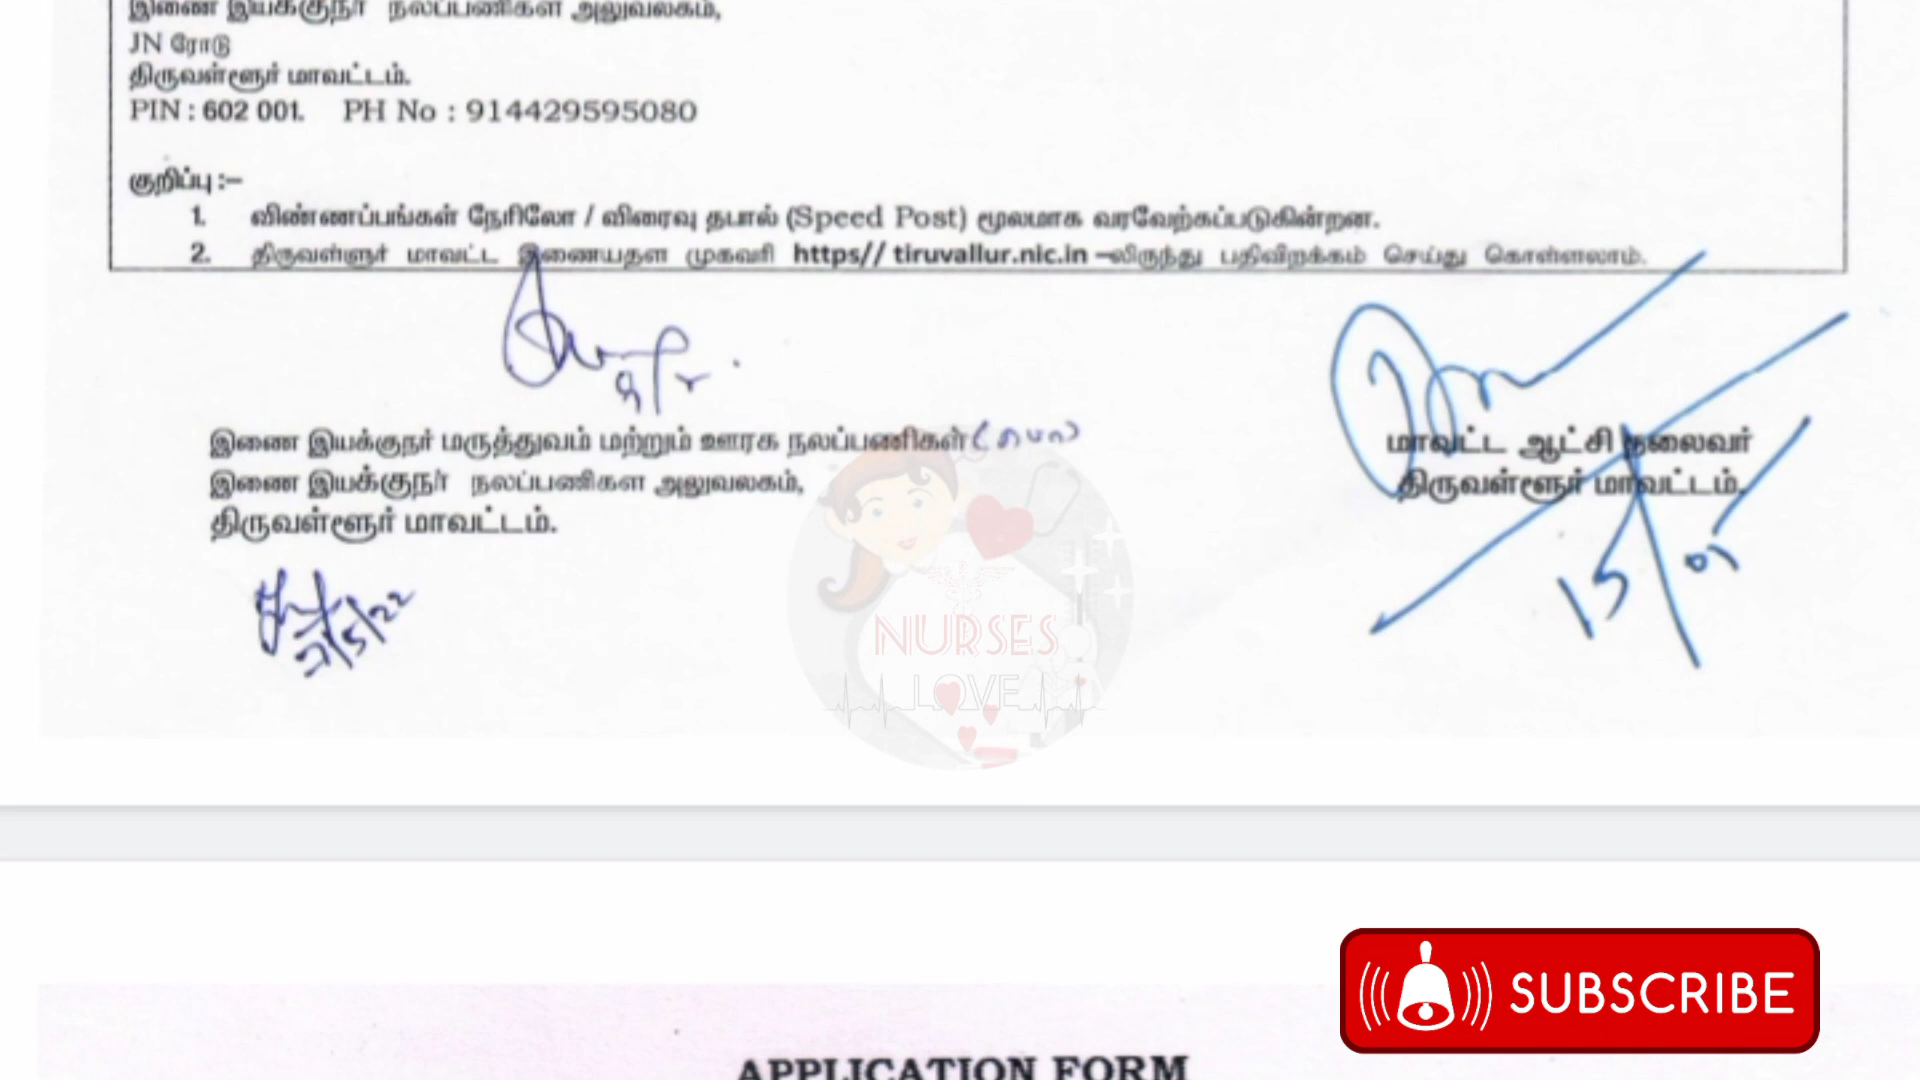 இணை இயக்குநர் நலப்பணிகள் அலுவலகம்,
JN ரோடு
திருவள்ளூர் மாவட்டம்.
PIN : 602 001. PH No : 914429595080
குறிப்பு :–
1. விண்ணப்பங்கள் நேரிலோ / விரைவு தபால் (Speed Post) மூலமாக வரவேற்கப்படுகின்றன.
2. திருவள்ளுர் மாவட்ட இணையதள முகவரி https// tiruvallur.nic.in –லிருந்து பதிவிறக்கம் செய்து கொள்ளலாம்.
இணை இயக்குநர் மருத்துவம் மற்றும் ஊரக நலப்பணிகள்
இணை இயக்குநர் நலப்பணிகள அலுவலகம்,
திருவள்ளூர் மாவட்டம்.
மாவட்ட ஆட்சி தலைவர்
திருவள்ளூர் மாவட்டம்.
/5/22
15/05
NURSES
LOVE
SUBSCRIBE
APPLICATION FORM